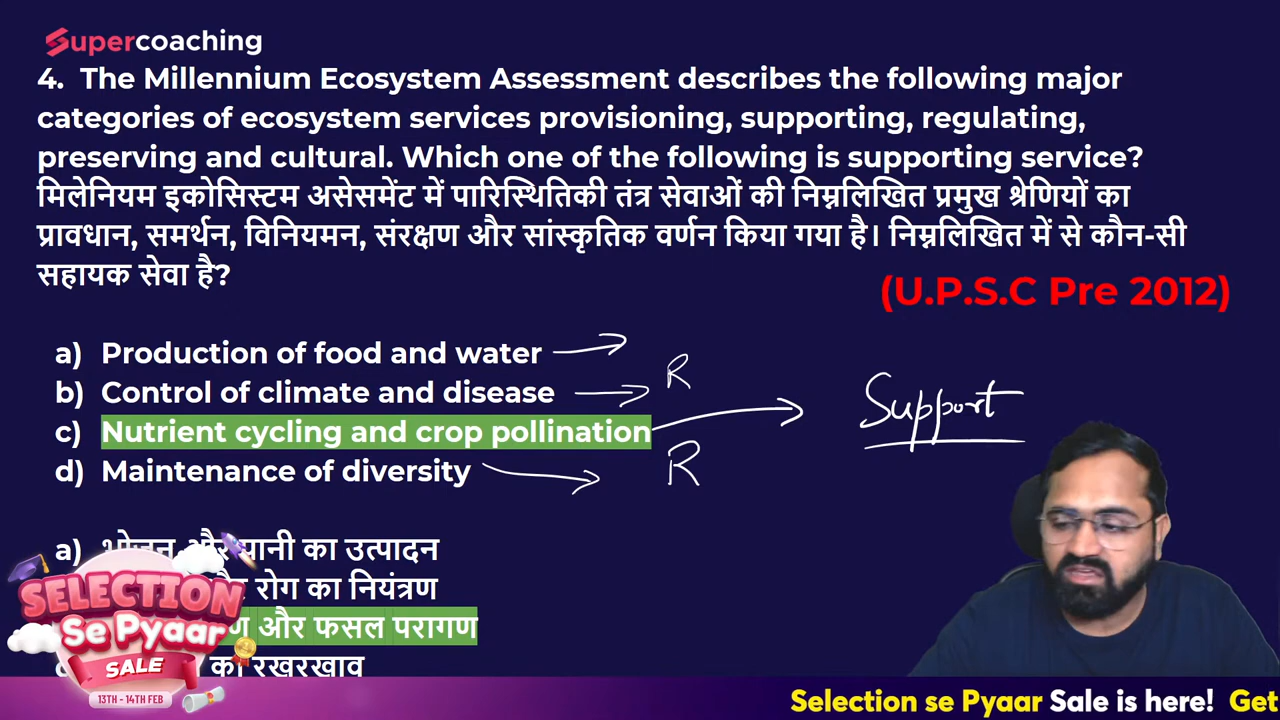 Supercoaching
4. The Millennium Ecosystem Assessment describes the following major
categories of ecosystem services provisioning, supporting, regulating,
preserving and cultural. Which one of the following is supporting service?
मिलेनियम इकोसिस्टम असेसमेंट में पारिस्थितिकी तंत्र सेवाओं की निम्नलिखित प्रमुख श्रेणियों का
प्रावधान, समर्थन, विनियमन, संरक्षण और सांस्कृतिक वर्णन किया गया है। निम्नलिखित में से कौन-सी
सहायक सेवा है?
(U.P.S.C Pre 2012)
a) Production of food and water
b) Control of climate and disease R
c) Nutrient cycling and crop pollination Support
d) Maintenance of diversity R
a) भोजन और पानी का उत्पादन
रोग का नियंत्रण
और फसल परागण
का रखरखाव
SELECTION
Se Pyaar
SALE
13TH - 14TH FEB
Selection se Pyaar Sale is here! Get